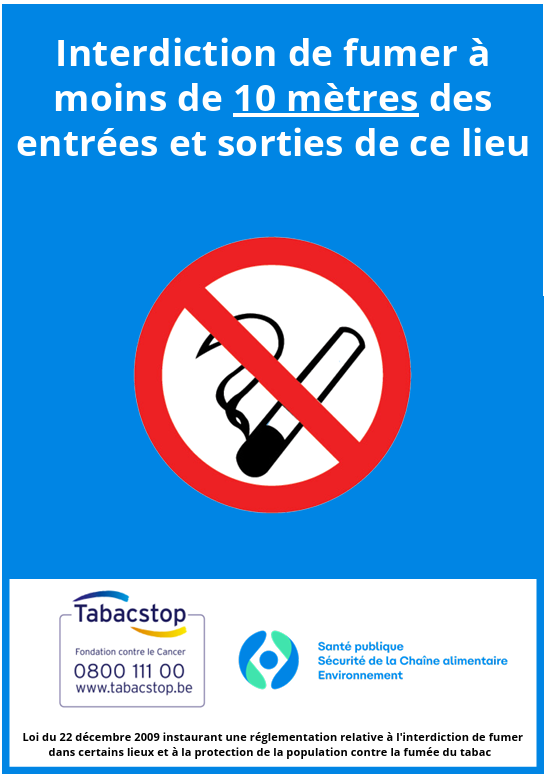 Interdiction de fumer à
moins de 10 mètres des
entrées et sorties de ce lieu
Tabacstop
Fondation contre le Cancer
0800 111 00
www.tabacstop.be
Santé publique
Sécurité de la Chaîne alimentaire
Environnement
Loi du 22 décembre 2009 instaurant une réglementation relative à l'interdiction de fumer
dans certains lieux et à la protection de la population contre la fumée du tabac